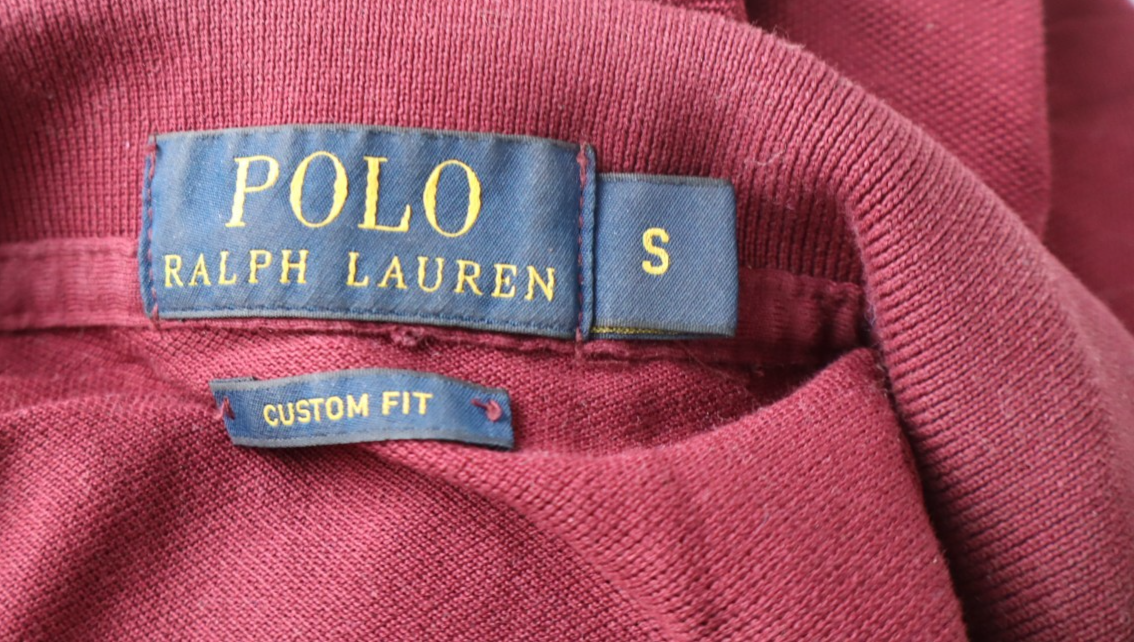 POLO
RALPH LAUREN
S
CUSTOM FIT